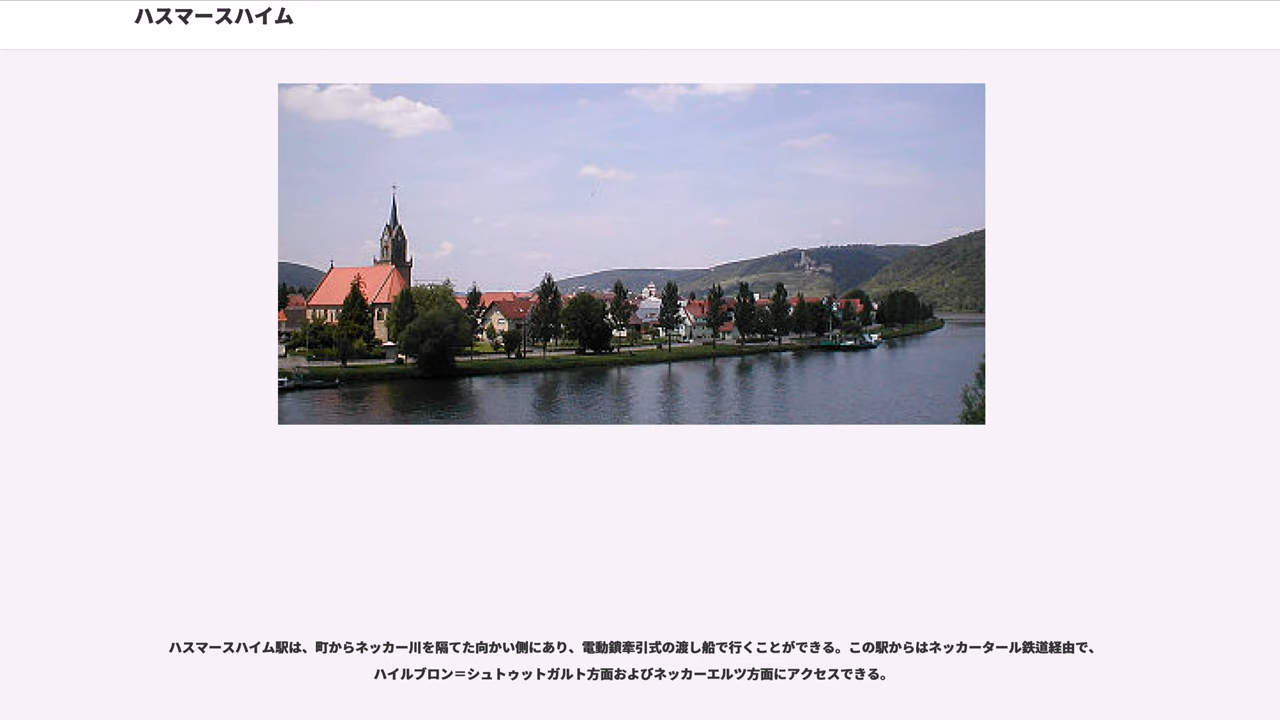 ハスマースハイム
ハスマースハイム駅は、町からネッカー川を隔てた向かい側にあり、電動鎖牽引式の渡し船で行くことができる。この駅からはネッカータール鉄道経由で、
ハイルブロン＝シュトゥットガルト方面およびネッカーエルツ方面にアクセスできる。